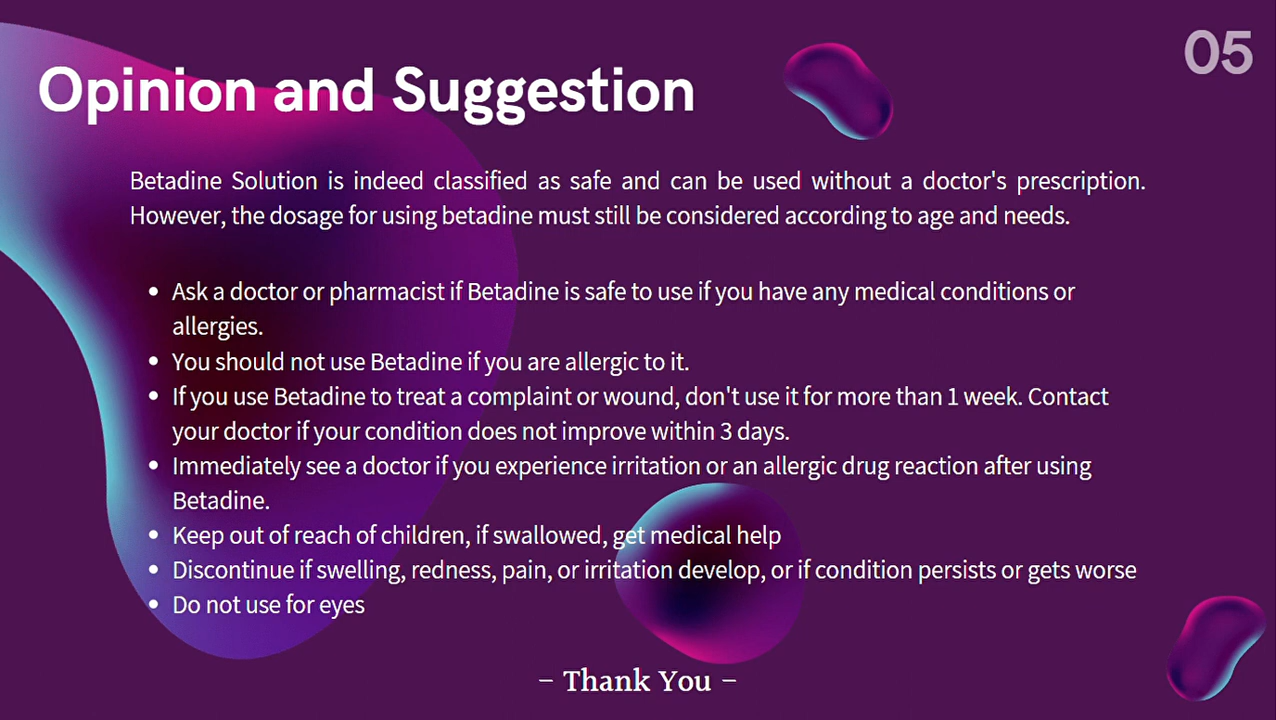 05
Opinion and Suggestion
Betadine Solution is indeed classified as safe and can be used without a doctor's prescription.
However, the dosage for using betadine must still be considered according to age and needs.
• Ask a doctor or pharmacist if Betadine is safe to use if you have any medical conditions or
allergies.
• You should not use Betadine if you are allergic to it.
• If you use Betadine to treat a complaint or wound, don't use it for more than 1 week. Contact
your doctor if your condition does not improve within 3 days.
• Immediately see a doctor if you experience irritation or an allergic drug reaction after using
Betadine.
• Keep out of reach of children, if swallowed, get medical help
• Discontinue if swelling, redness, pain, or irritation develop, or if condition persists or gets worse
• Do not use for eyes
– Thank You –